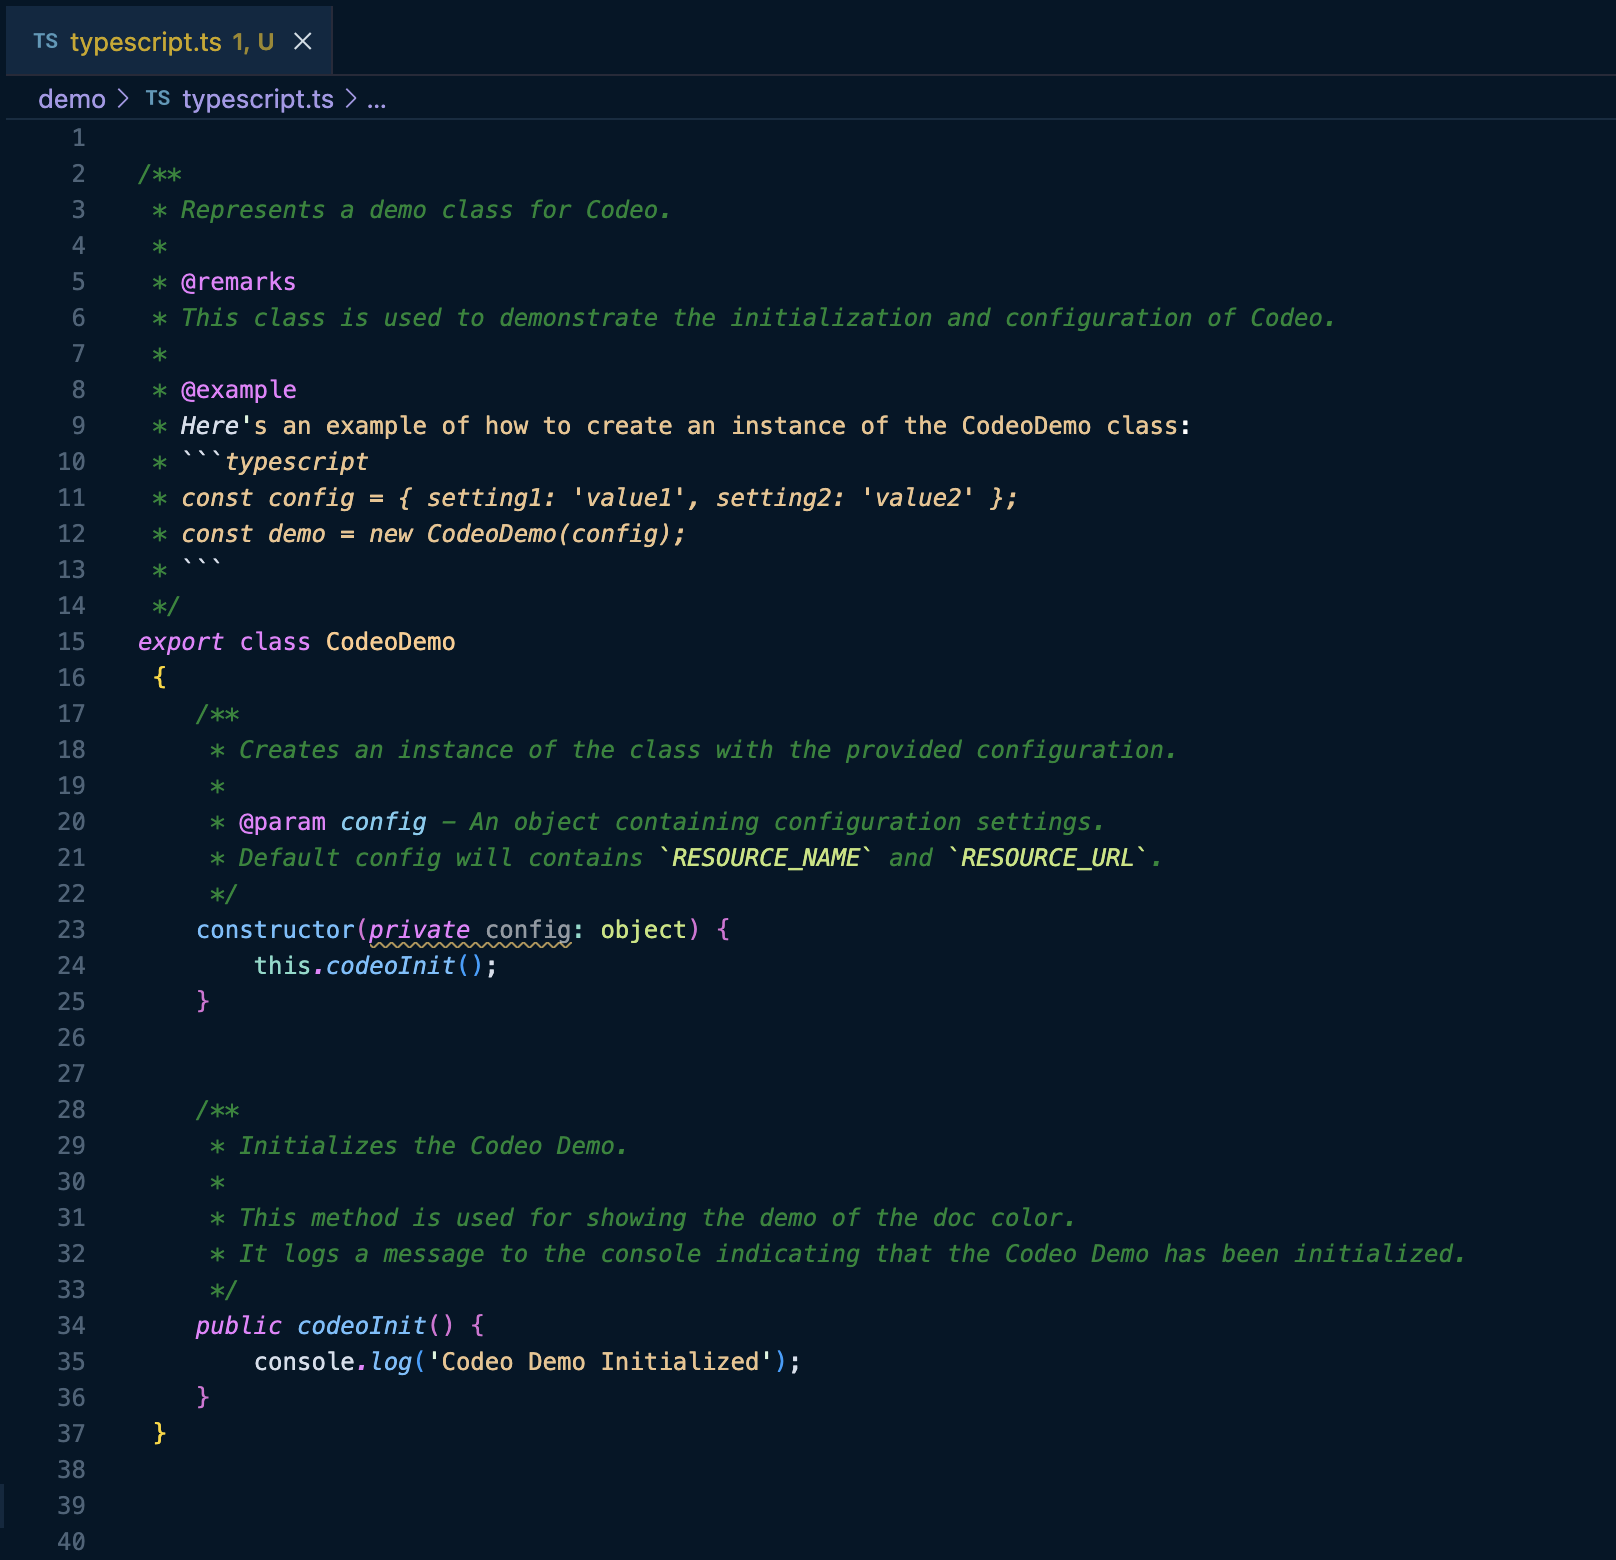 TS typescript.ts 1, U ×
demo > TS typescript.ts > ...
1
2 /**
3  * Represents a demo class for Codeo.
4  *
5  * @remarks
6  * This class is used to demonstrate the initialization and configuration of Codeo.
7  *
8  * @example
9  * Here's an example of how to create an instance of the CodeoDemo class:
10  * ```typescript
11  * const config = { setting1: 'value1', setting2: 'value2' };
12  * const demo = new CodeoDemo(config);
13  * ```
14  */
15 export class CodeoDemo
16  {
17     /**
18      * Creates an instance of the class with the provided configuration.
19      *
20      * @param config - An object containing configuration settings.
21      * Default config will contains `RESOURCE_NAME` and `RESOURCE_URL`.
22      */
23     constructor(private config: object) {
24         this.codeoInit();
25     }
26
27
28     /**
29      * Initializes the Codeo Demo.
30      *
31      * This method is used for showing the demo of the doc color.
32      * It logs a message to the console indicating that the Codeo Demo has been initialized.
33      */
34     public codeoInit() {
35         console.log('Codeo Demo Initialized');
36     }
37  }
38
39
40